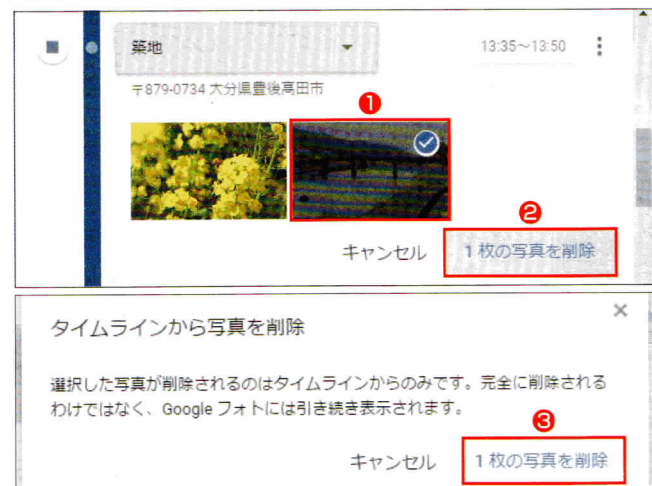 築地
13:35～13:50
〒879-0734 大分県豊後高田市
❶
❷
キャンセル
1 枚の写真を削除
タイムラインから写真を削除
選択した写真が削除されるのはタイムラインからのみです。完全に削除される
わけではなく、Google フォトには引き続き表示されます。
❸
キャンセル
1 枚の写真を削除